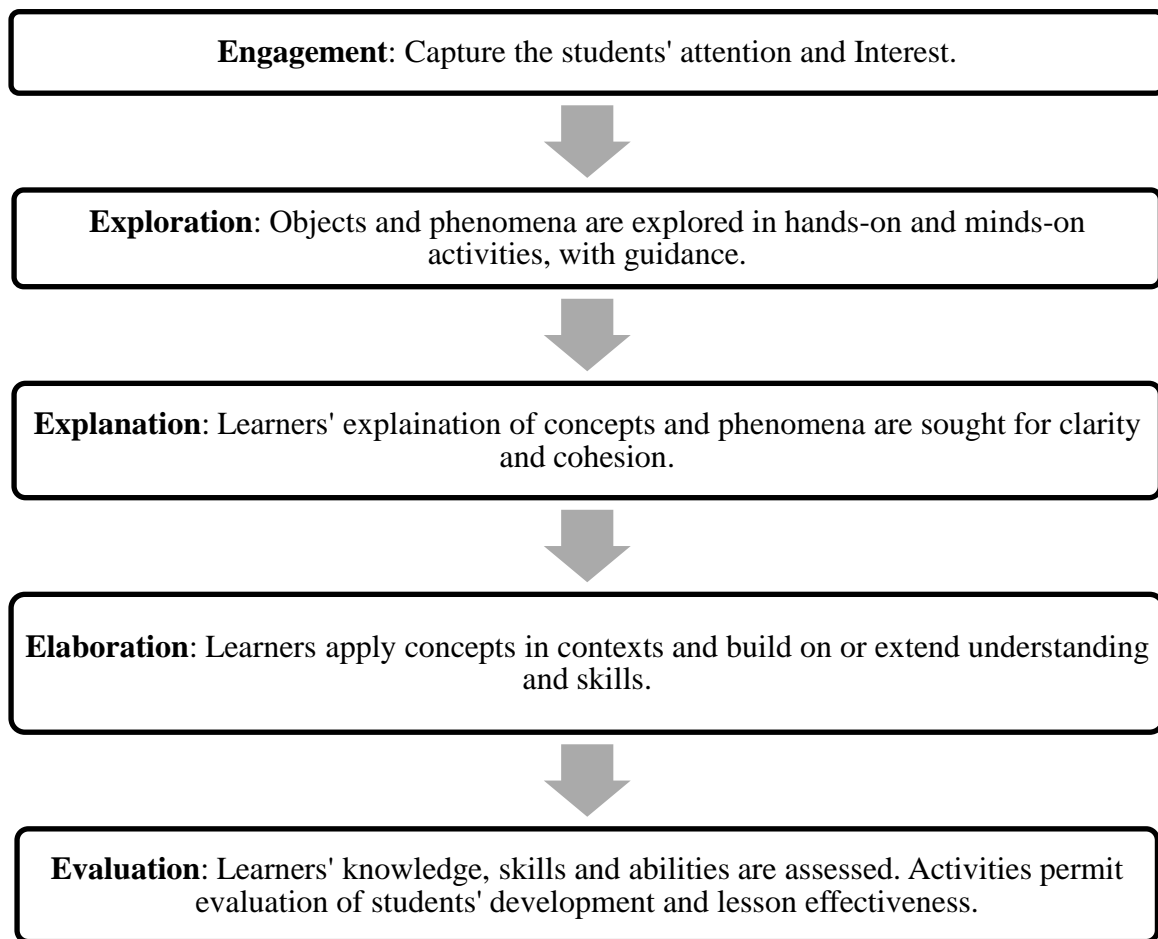 Engagement: Capture the students' attention and Interest.
Exploration: Objects and phenomena are explored in hands-on and minds-on
activities, with guidance.
Explanation: Learners' explaination of concepts and phenomena are sought for clarity
and cohesion.
Elaboration: Learners apply concepts in contexts and build on or extend understanding
and skills.
Evaluation: Learners' knowledge, skills and abilities are assessed. Activities permit
evaluation of students' development and lesson effectiveness.